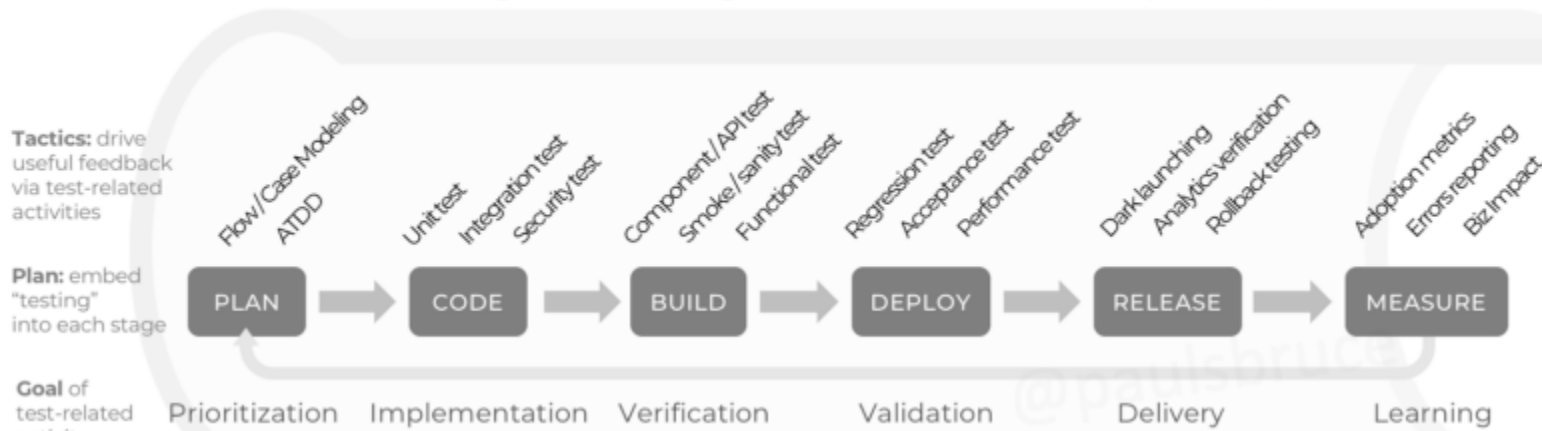 Tactics: drive
useful feedback
via test-related
activities
Flow / Case Modeling
ATDD
Unit test
Integration test
Security test
Component / API test
Smoke / sanity test
Functional test
Regression test
Acceptance test
Performance test
Dark launching
Analytics verification
Rollback testing
Adoption metrics
Errors reporting
Biz Impact
Plan: embed
"testing"
into each stage
PLAN
CODE
BUILD
DEPLOY
RELEASE
MEASURE
@paulsbruce
Goal of
test-related
Prioritization
Implementation
Verification
Validation
Delivery
Learning